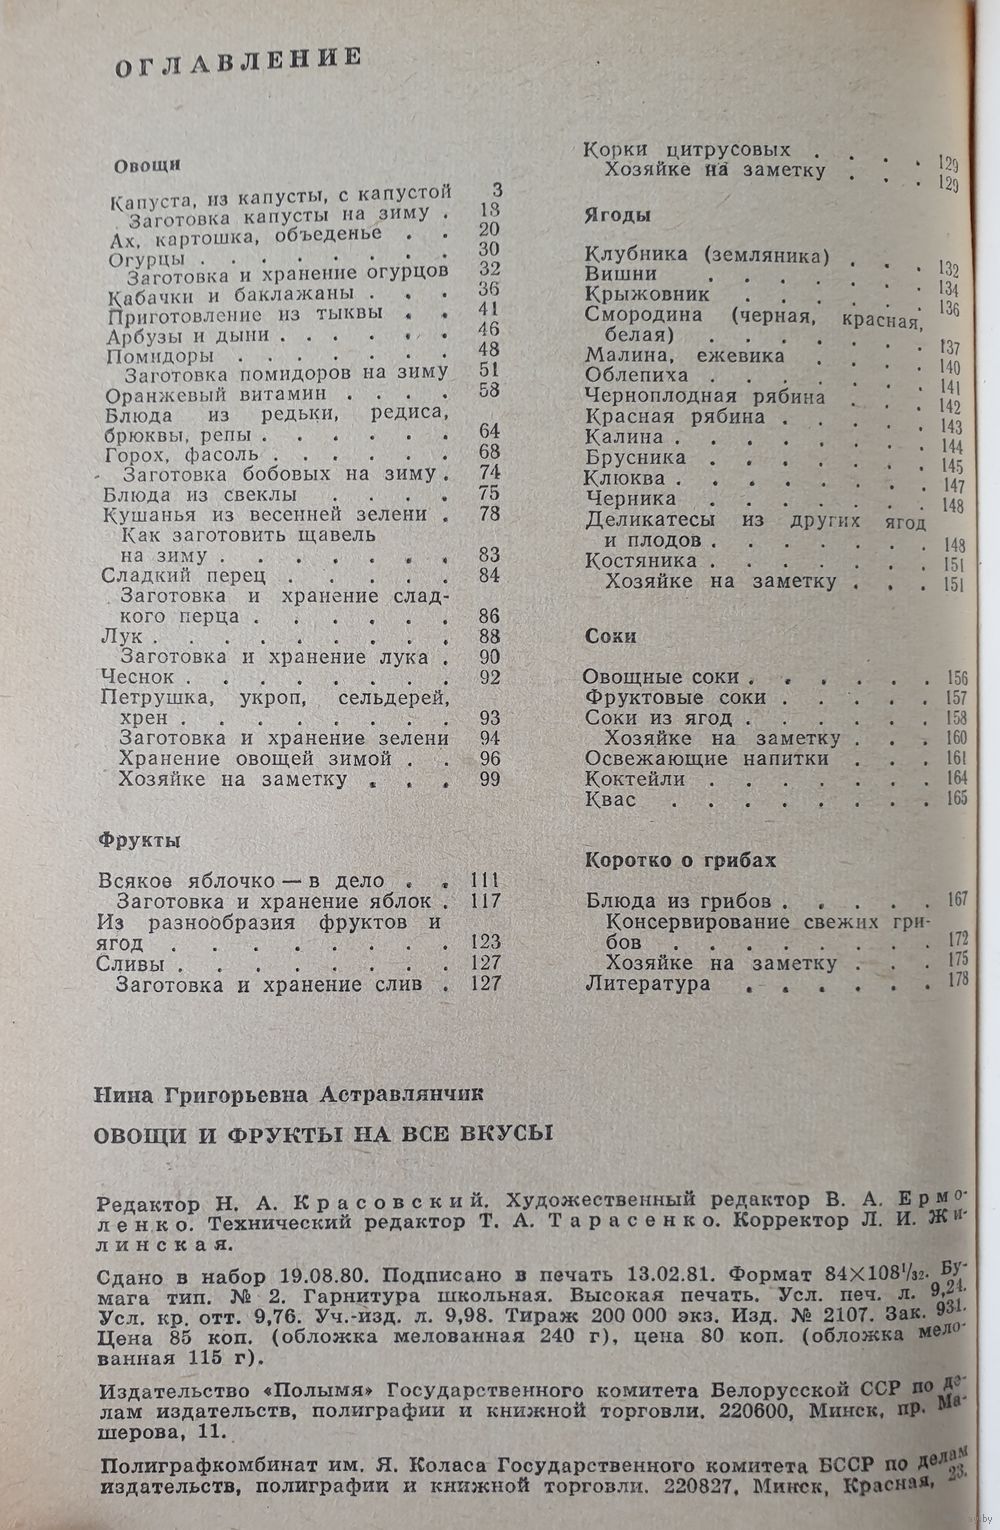 ОГЛАВЛЕНИЕ
Овощи
Капуста, из капусты, с капустой 3
Заготовка капусты на зиму . 18
Ах, картошка, объеденье . . 20
Огурцы . . . . . . . 30
Заготовка и хранение огурцов 32
Кабачки и баклажаны . . . 36
Приготовление из тыквы . . 41
Арбузы и дыни . . . . . 46
Помидоры . . . . . . 48
Заготовка помидоров на зиму 51
Оранжевый витамин . . . . 58
Блюда из редьки, редиса,
брюквы, репы . . . . . . 64
Горох, фасоль . . . . . . 68
Заготовка бобовых на зиму . 74
Блюда из свеклы . . . . 75
Кушанья из весенней зелени . 78
Как заготовить щавель
на зиму . . . . . . . 83
Сладкий перец . . . . . 84
Заготовка и хранение слад-
кого перца . . . . . . 86
Лук . . . . . . . . . 88
Заготовка и хранение лука . 90
Чеснок . . . . . . . . 92
Петрушка, укроп, сельдерей,
хрен . . . . . . . . 93
Заготовка и хранение зелени 94
Хранение овощей зимой . . 96
Хозяйке на заметку . . . 99
Фрукты
Всякое яблочко — в дело . . 111
Заготовка и хранение яблок . 117
Из разнообразия фруктов и
ягод . . . . . . . . 123
Сливы . . . . . . . . 127
Заготовка и хранение слив . 127
Корки цитрусовых . . . . 129
Хозяйке на заметку . . . 129
Ягоды
Клубника (земляника) . . . 132
Вишни . . . . . . . 134
Крыжовник . . . . . . 136
Смородина (черная, красная,
белая) . . . . . . . 137
Малина, ежевика . . . . 140
Облепиха . . . . . . . 141
Черноплодная рябина . . . 142
Красная рябина . . . . . 143
Калина . . . . . . . . 144
Брусника . . . . . . . 145
Клюква . . . . . . . . 147
Черника . . . . . . . 148
Деликатесы из других ягод
и плодов . . . . . . . 148
Костяника . . . . . . . 151
Хозяйке на заметку . . . 151
Соки
Овощные соки . . . . . . 156
Фруктовые соки . . . . . 157
Соки из ягод . . . . . . 158
Хозяйке на заметку . . . 160
Освежающие напитки . . . 161
Коктейли . . . . . . . 164
Квас . . . . . . . . 165
Коротко о грибах
Блюда из грибов . . . . . 167
Консервирование свежих гри-
бов . . . . . . . . 172
Хозяйке на заметку . . . 175
Литература . . . . . . 178
Нина Григорьевна Астравлянчик
ОВОЩИ И ФРУКТЫ НА ВСЕ ВКУСЫ
Редактор Н. А. Красовский. Художественный редактор В. А. Ермо-
ленко. Технический редактор Т. А. Тарасенко. Корректор Л. И. Жи-
линская.
Сдано в набор 19.08.80. Подписано в печать 13.02.81. Формат 84×108¹/₃₂. Бу-
мага тип. № 2. Гарнитура школьная. Высокая печать. Усл. печ. л. 9,24.
Усл. кр. отт. 9,76. Уч.-изд. л. 9,98. Тираж 200 000 экз. Изд. № 2107. Зак. 931.
Цена 85 коп. (обложка мелованная 240 г), цена 80 коп. (обложка мело-
ванная 115 г).
Издательство «Полымя» Государственного комитета Белорусской ССР по де-
лам издательств, полиграфии и книжной торговли. 220600, Минск, пр. Ма-
шерова, 11.
Полиграфкомбинат им. Я. Коласа Государственного комитета БССР по делам
издательств, полиграфии и книжной торговли. 220827, Минск, Красная, 23.